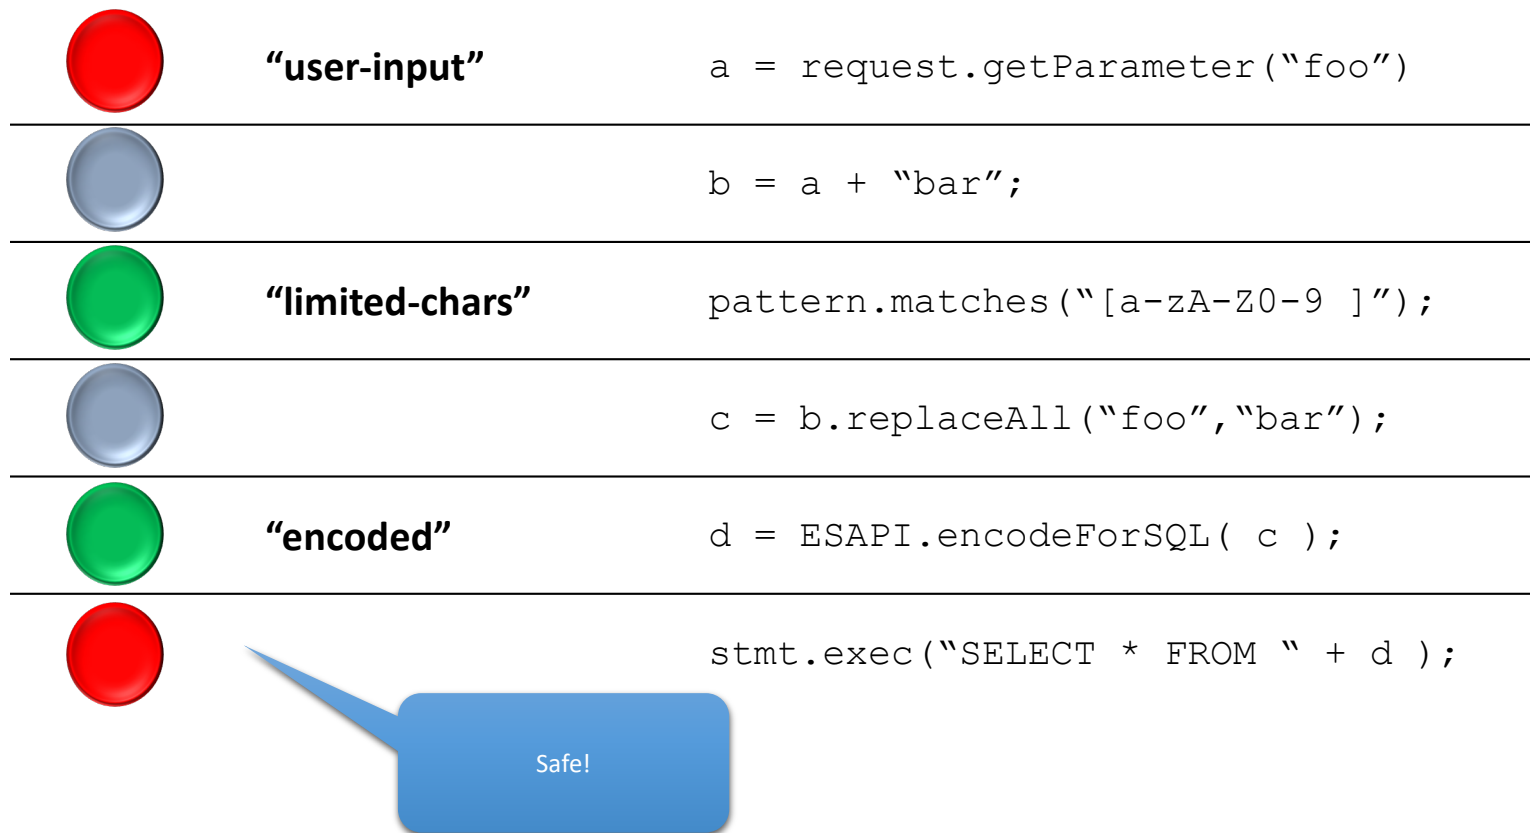 “user-input” a = request.getParameter(“foo”)
b = a + “bar”;
“limited-chars” pattern.matches(“[a-zA-Z0-9 ]”);
c = b.replaceAll(“foo”,“bar”);
“encoded” d = ESAPI.encodeForSQL( c );
stmt.exec(“SELECT * FROM “ + d );
Safe!